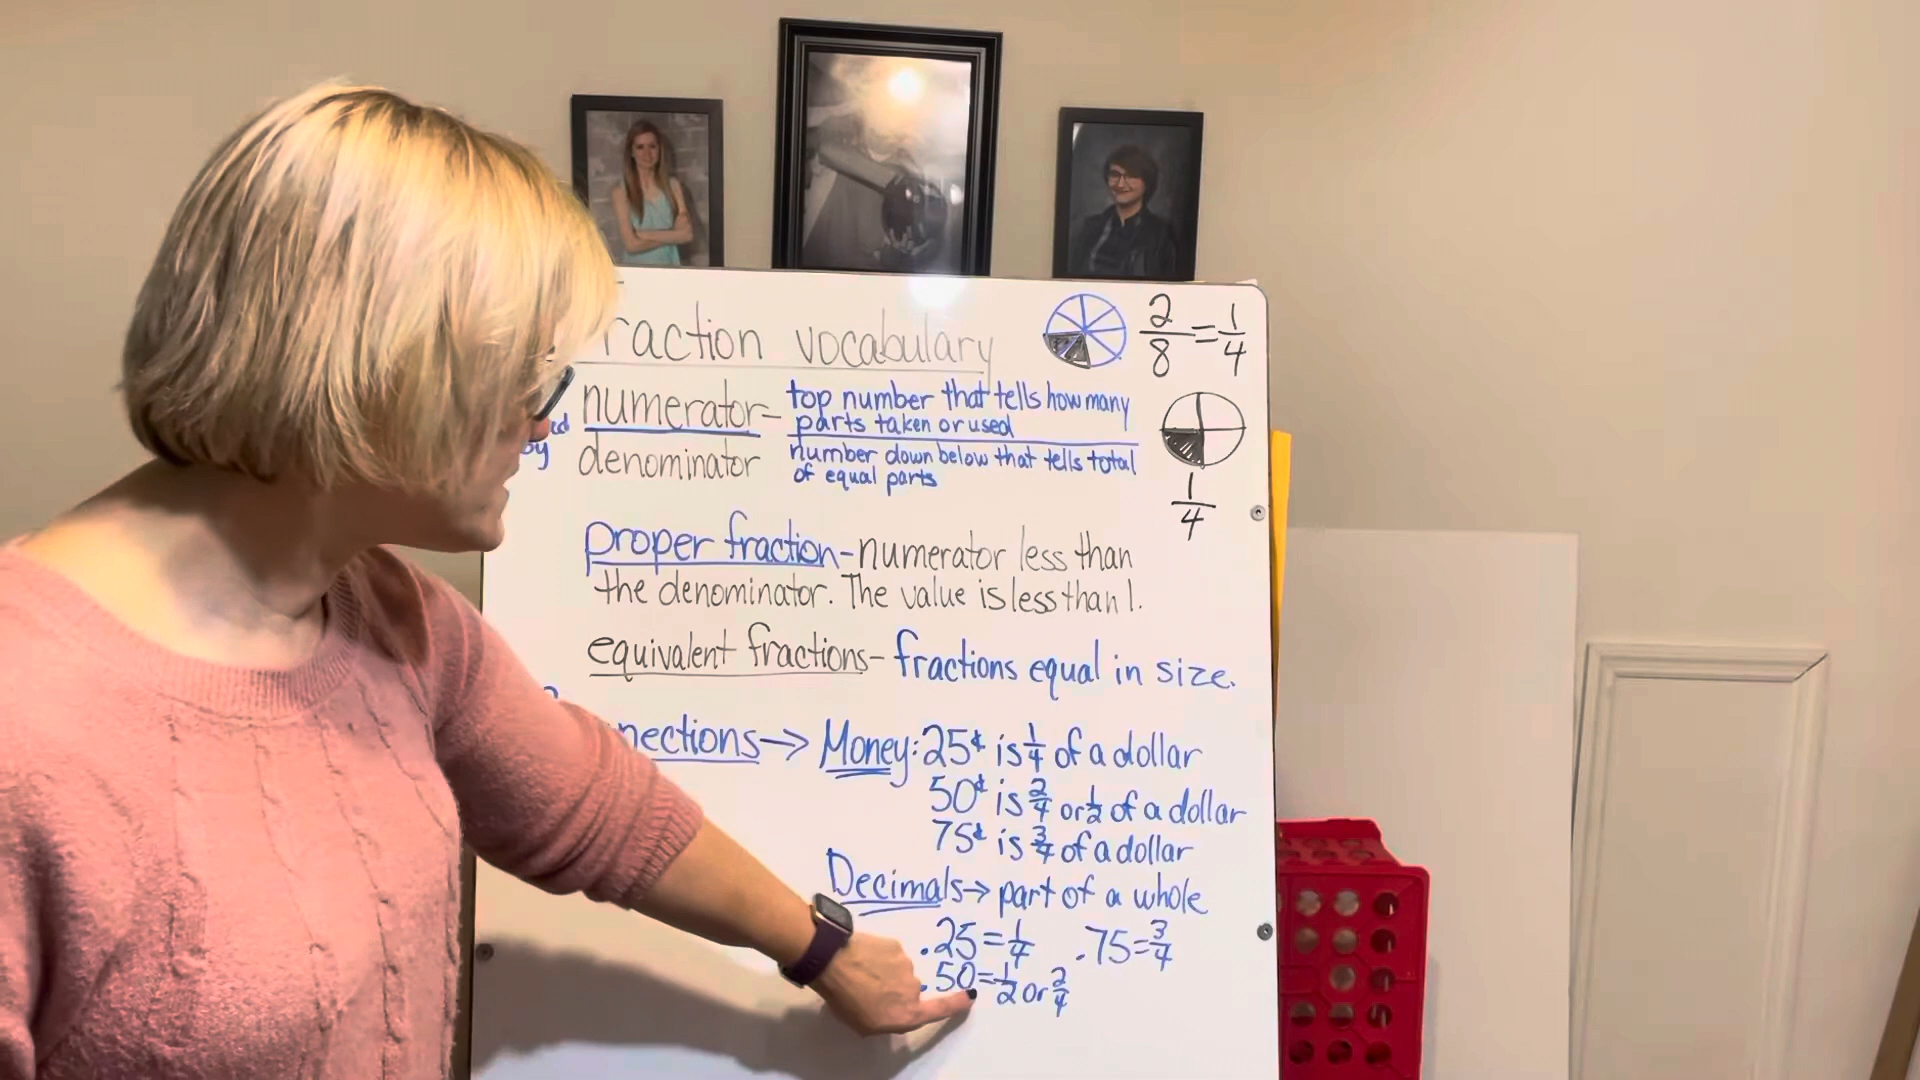 raction vocabulary
2/8 = 1/4
numerator- top number that tells how many
parts taken or used
by
denominator number down below that tells total
of equal parts
1/4
proper fraction-numerator less than
the denominator. The value is less than 1.
equivalent fractions- fractions equal in size.
nections→ Money: 25¢ is 1/4 of a dollar
50¢ is 2/4 or 1/2 of a dollar
75¢ is 3/4 of a dollar
Decimals→ part of a whole
.25=1/4 .75=3/4
.50=1/2 or 2/4